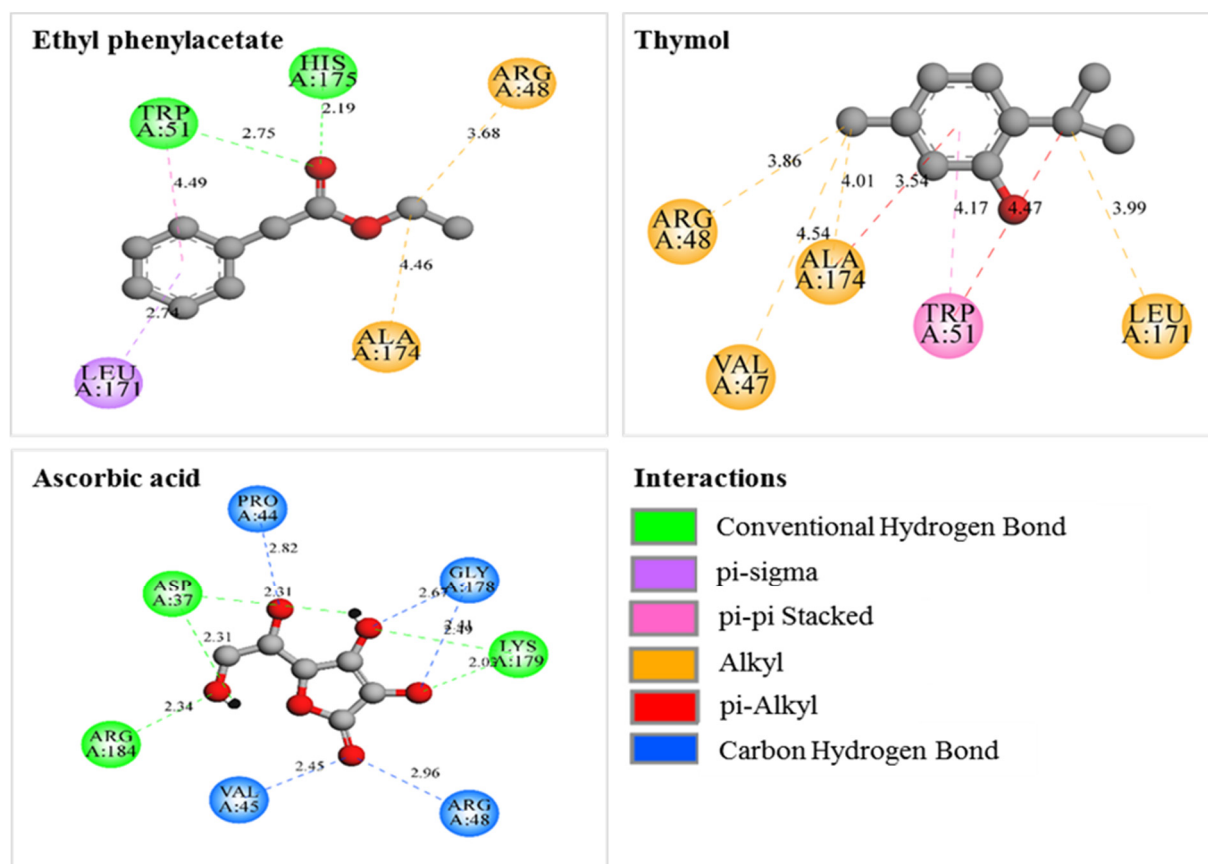 Ethyl phenylacetate
HIS
A:175
ARG
A:48
TRP
A:51
2.19
2.75
3.68
4.49
4.46
2.74
ALA
A:174
LEU
A:171
Thymol
3.86
4.01
3.54
4.17
4.47
3.99
ARG
A:48
4.54
ALA
A:174
TRP
A:51
LEU
A:171
VAL
A:47
Ascorbic acid
PRO
A:44
2.82
ASP
A:37
2.31
GLY
A:178
2.67
2.49
2.31
LYS
A:179
2.34
ARG
A:184
2.45
2.96
VAL
A:45
ARG
A:48
Interactions
Conventional Hydrogen Bond
pi-sigma
pi-pi Stacked
Alkyl
pi-Alkyl
Carbon Hydrogen Bond